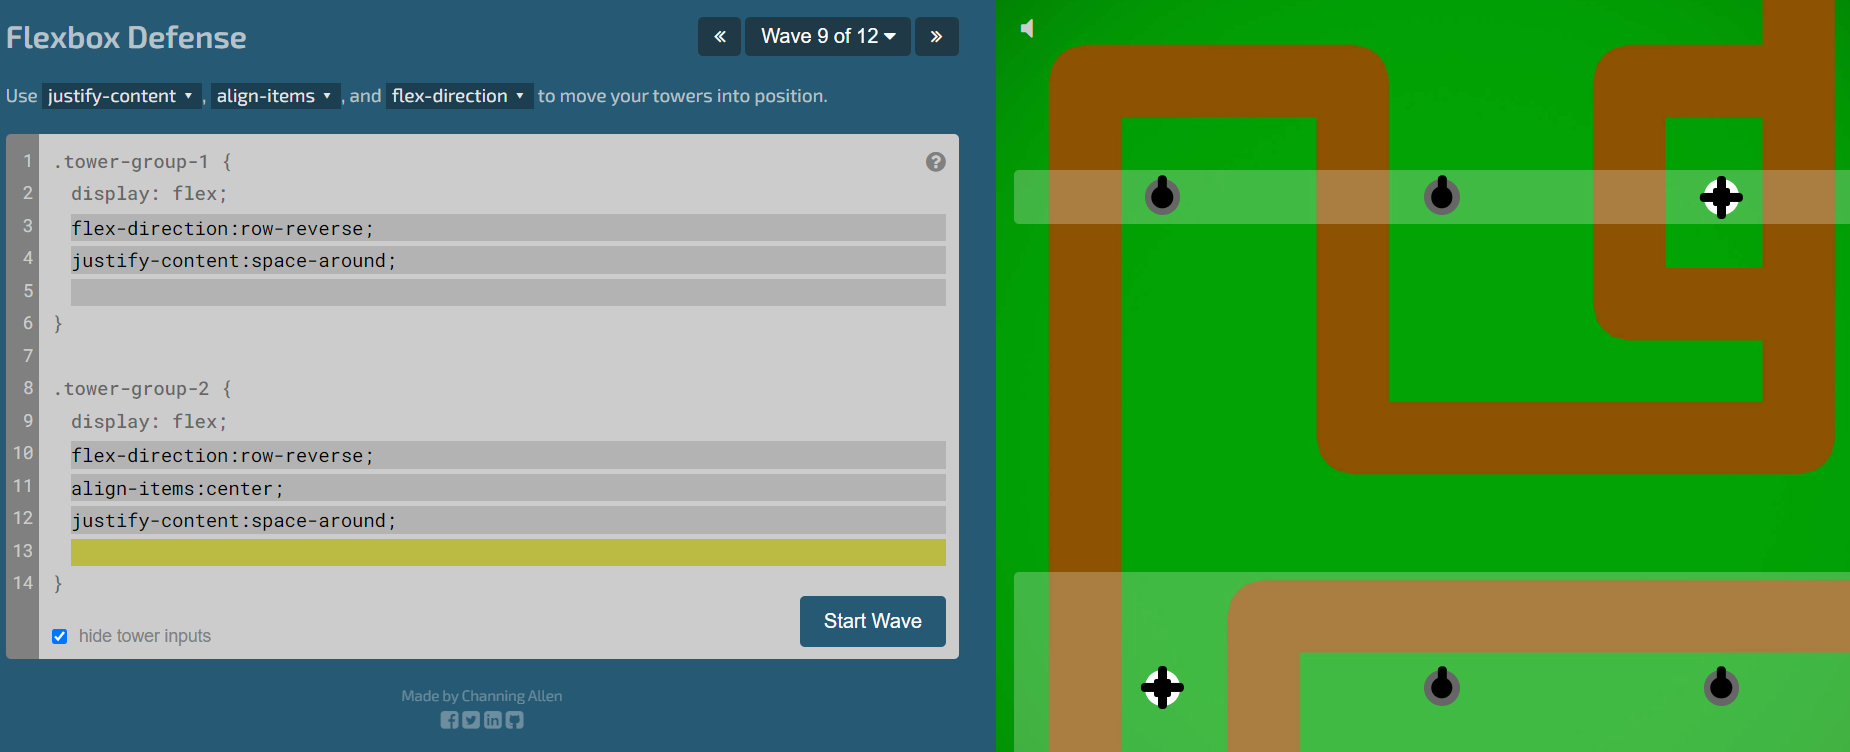 Flexbox Defense
« Wave 9 of 12 »
Use justify-content , align-items , and flex-direction to move your towers into position.
1 .tower-group-1 {
2 display: flex;
3 flex-direction:row-reverse;
4 justify-content:space-around;
5
6 }
7
8 .tower-group-2 {
9 display: flex;
10 flex-direction:row-reverse;
11 align-items:center;
12 justify-content:space-around;
13
14 }
hide tower inputs
Start Wave
Made by Channing Allen